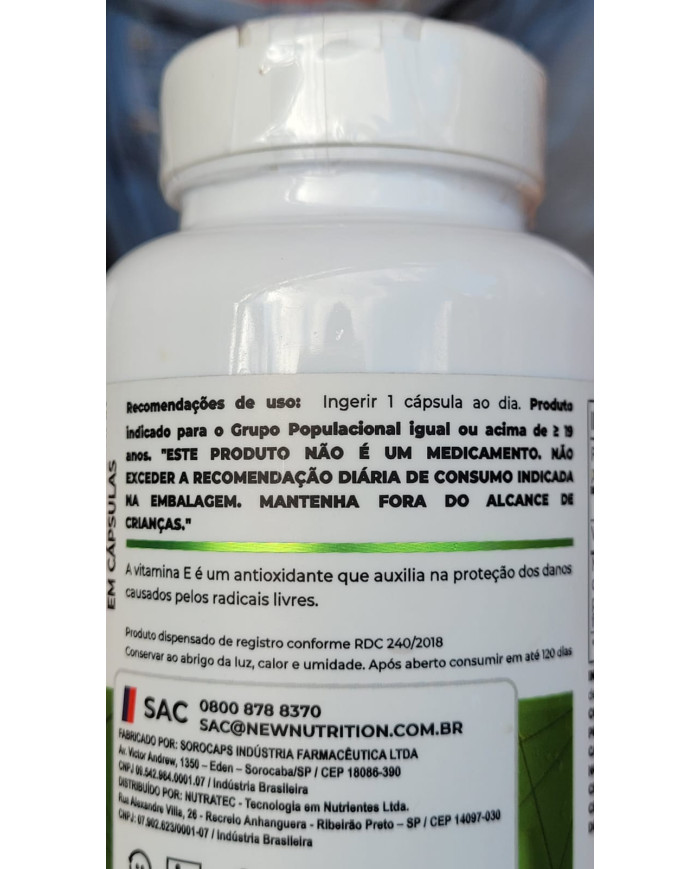 Recomendações de uso: Ingerir 1 cápsula ao dia. Produto
indicado para o Grupo Populacional igual ou acima de ≥ 19
anos. "ESTE PRODUTO NÃO É UM MEDICAMENTO. NÃO
EXCEDER A RECOMENDAÇÃO DIÁRIA DE CONSUMO INDICADA
NA EMBALAGEM. MANTENHA FORA DO ALCANCE DE
CRIANÇAS."
EM CÁPSULAS
A vitamina E é um antioxidante que auxilia na proteção dos danos
causados pelos radicais livres.
Produto dispensado de registro conforme RDC 240/2018
Conservar ao abrigo da luz, calor e umidade. Após aberto consumir em até 120 dias
SAC 0800 878 8370
SAC@NEWNUTRITION.COM.BR
FABRICADO POR: SOROCAPS INDÚSTRIA FARMACÊUTICA LTDA
Av. Victor Andrew, 1350 - Eden - Sorocaba/SP / CEP 18086-390
CNPJ 06.542.984.0001.07 / Indústria Brasileira
DISTRIBUÍDO POR: NUTRATEC - Tecnologia em Nutrientes Ltda.
Rua Alexandre Villa, 26 - Recreio Anhanguera - Ribeirão Preto - SP / CEP 14097-030
CNPJ: 07.902.623/0001-07 / Indústria Brasileira